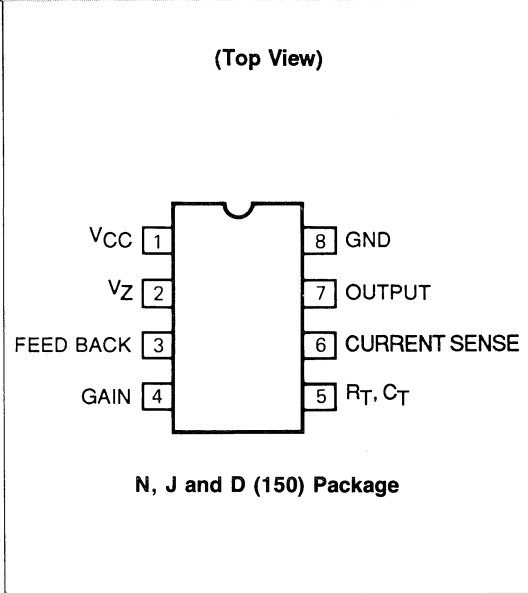 (Top View)
VCC 1 8 GND
VZ 2 7 OUTPUT
FEED BACK 3 6 CURRENT SENSE
GAIN 4 5 RT, CT
N, J and D (150) Package